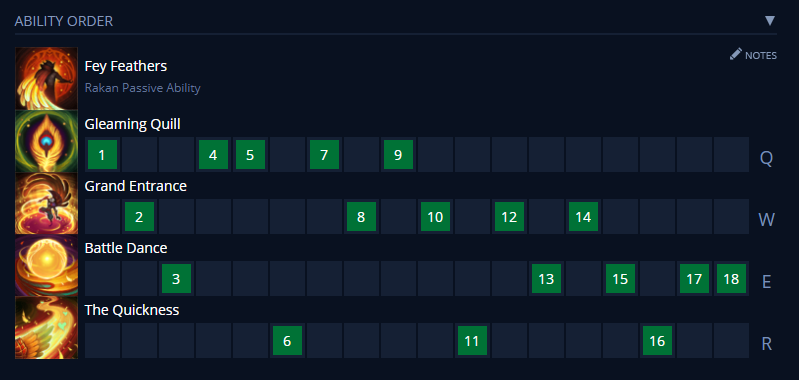 ABILITY ORDER ▼
NOTES
Fey Feathers
Rakan Passive Ability
Gleaming Quill
1 4 5 7 9 Q
Grand Entrance
2 8 10 12 14 W
Battle Dance
3 13 15 17 18 E
The Quickness
6 11 16 R